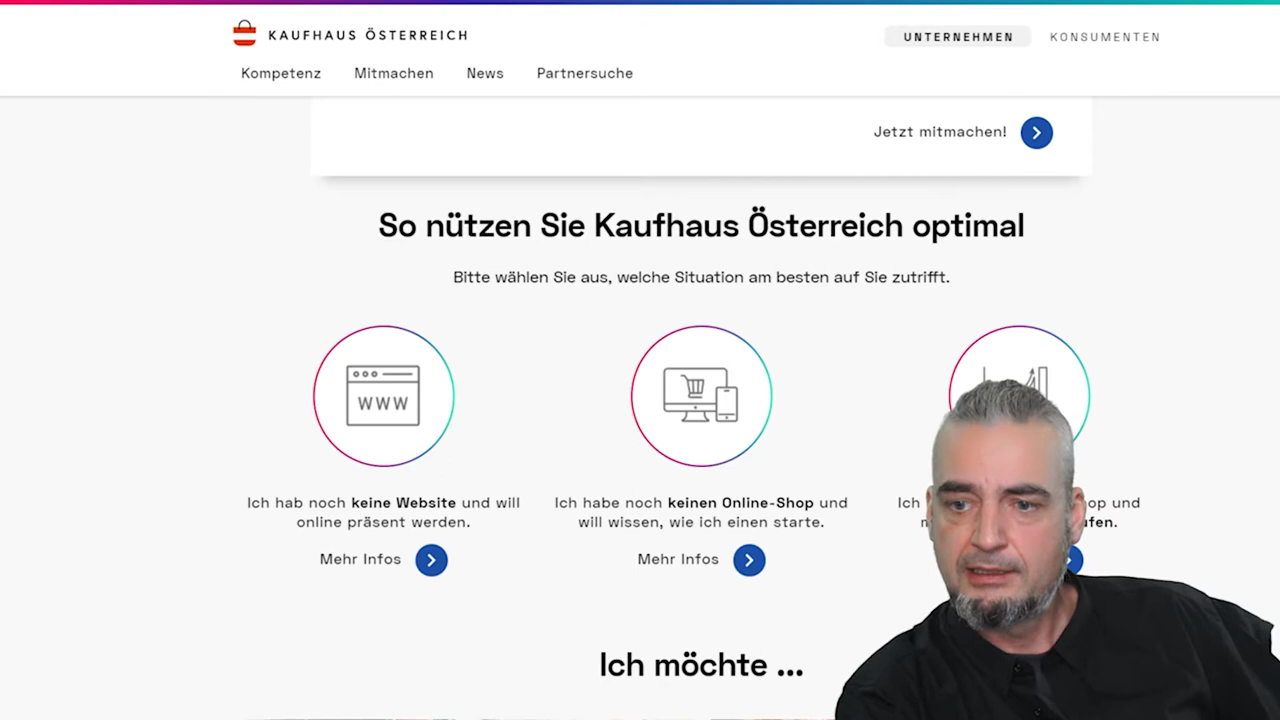 KAUFHAUS ÖSTERREICH
UNTERNEHMEN
KONSUMENTEN
Kompetenz
Mitmachen
News
Partnersuche
Jetzt mitmachen!
So nützen Sie Kaufhaus Österreich optimal
Bitte wählen Sie aus, welche Situation am besten auf Sie zutrifft.
WWW
Ich hab noch keine Website und will
online präsent werden.
Mehr Infos
Ich habe noch keinen Online-Shop und
will wissen, wie ich einen starte.
Mehr Infos
Ich
und
Ich möchte ...